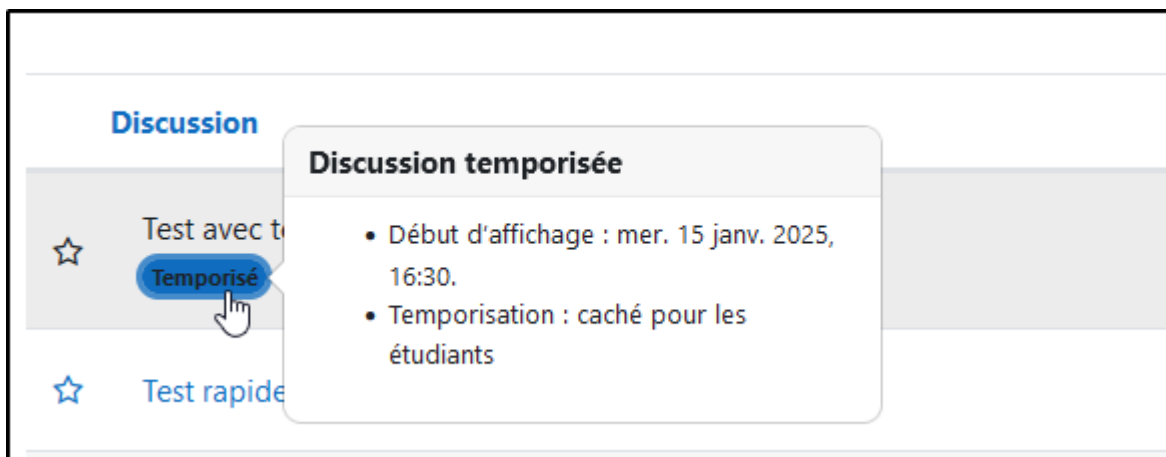 Discussion
Discussion temporisée
Test avec
Temporisé
• Début d'affichage : mer. 15 janv. 2025,
16:30.
• Temporisation : caché pour les
étudiants
Test rapide